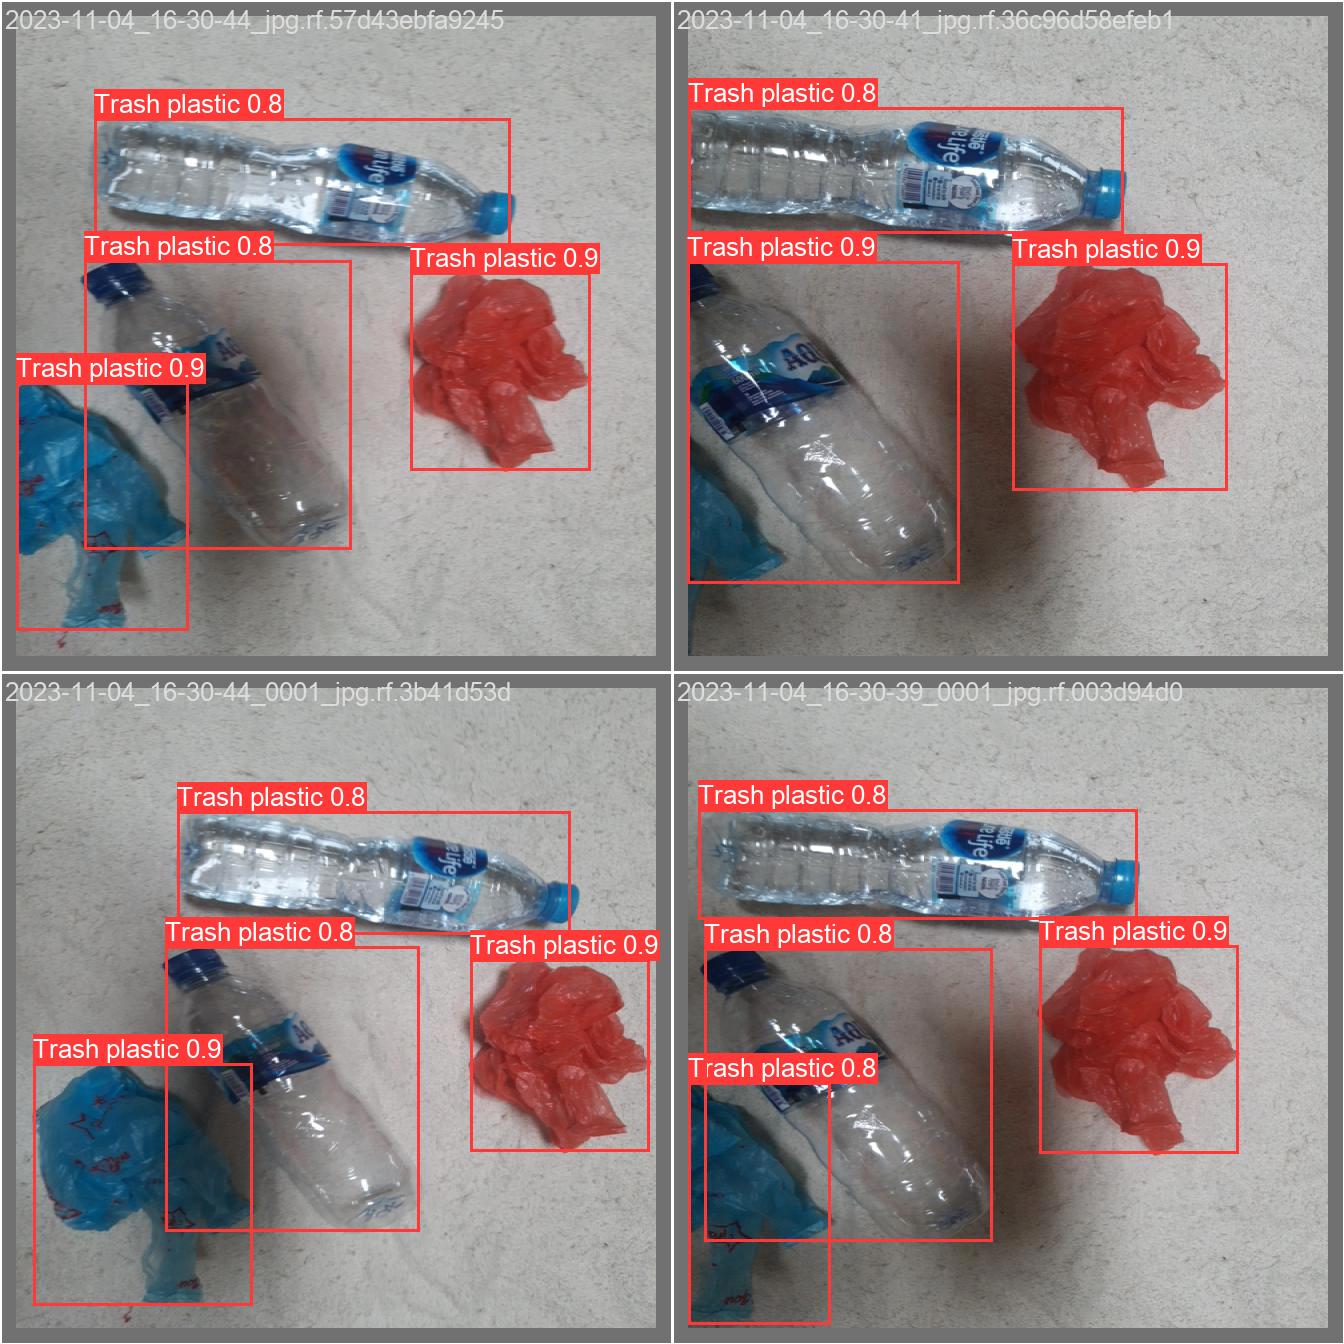 2023-11-04_16-30-44_jpg.rf.57d43ebfa9245
Trash plastic 0.8
Trash plastic 0.8
Trash plastic 0.9
Trash plastic 0.9
2023-11-04_16-30-41_jpg.rf.36c96d58efeb1
Trash plastic 0.8
Nestlé
Trash plastic 0.9
Trash plastic 0.9
2023-11-04_16-30-44_0001_jpg.rf.3b41d53d
Trash plastic 0.8
Trash plastic 0.8
Trash plastic 0.9
Trash plastic 0.9
2023-11-04_16-30-39_0001_jpg.rf.003d94d0
Trash plastic 0.8
Trash plastic 0.8
Trash plastic 0.9
Trash plastic 0.8